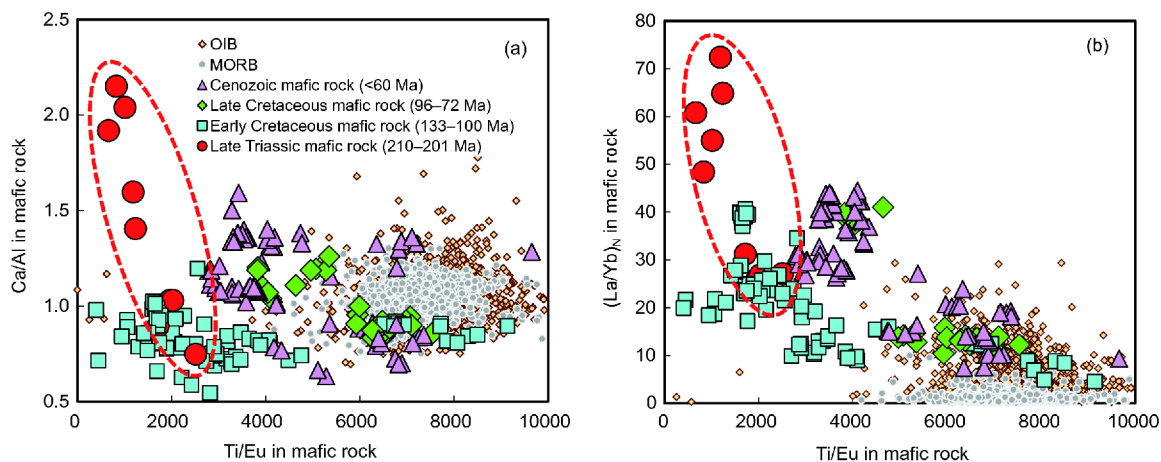 2.5
2.0
1.5
1.0
0.5
Ca/Al in mafic rock
(a)
OIB
MORB
Cenozoic mafic rock (<60 Ma)
Late Cretaceous mafic rock (96–72 Ma)
Early Cretaceous mafic rock (133–100 Ma)
Late Triassic mafic rock (210–201 Ma)
0 2000 4000 6000 8000 10000
Ti/Eu in mafic rock
80
70
60
50
40
30
20
10
0
(La/Yb)N in mafic rock
(b)
0 2000 4000 6000 8000 10000
Ti/Eu in mafic rock